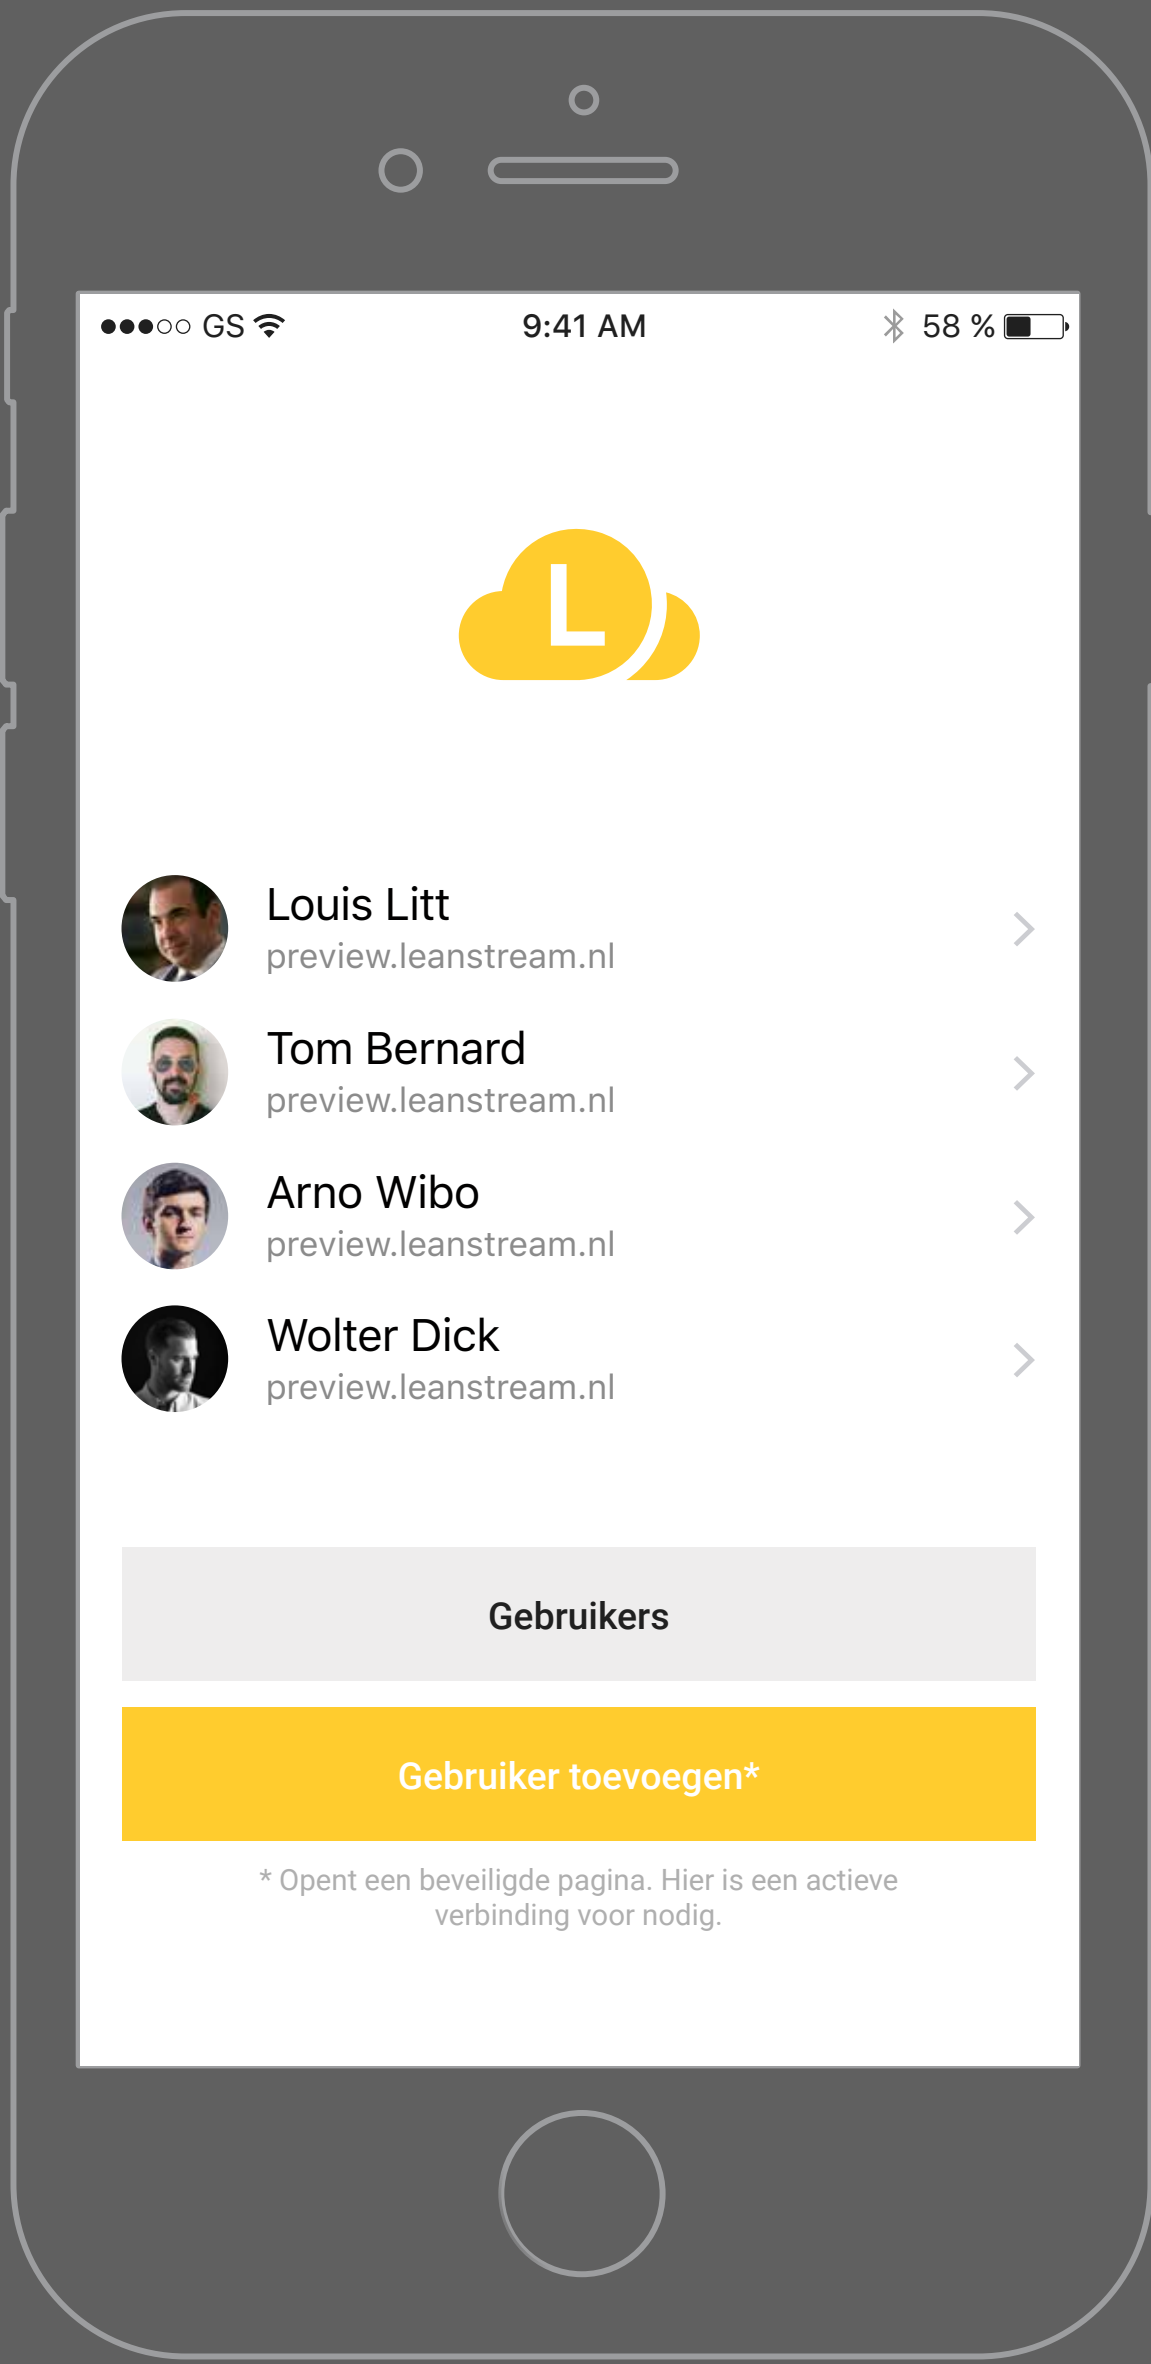 GS 9:41 AM 58 %
L
Louis Litt
preview.leanstream.nl
Tom Bernard
preview.leanstream.nl
Arno Wibo
preview.leanstream.nl
Wolter Dick
preview.leanstream.nl
Gebruikers
Gebruiker toevoegen*
* Opent een beveiligde pagina. Hier is een actieve
verbinding voor nodig.